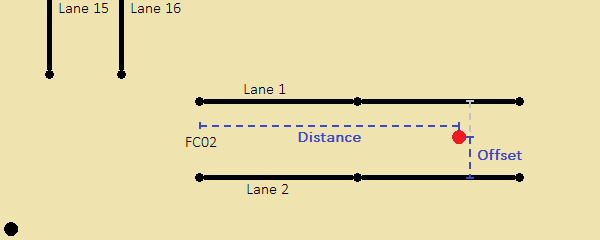 Lane 15
Lane 16
Lane 1
Distance
FC02
Offset
Lane 2